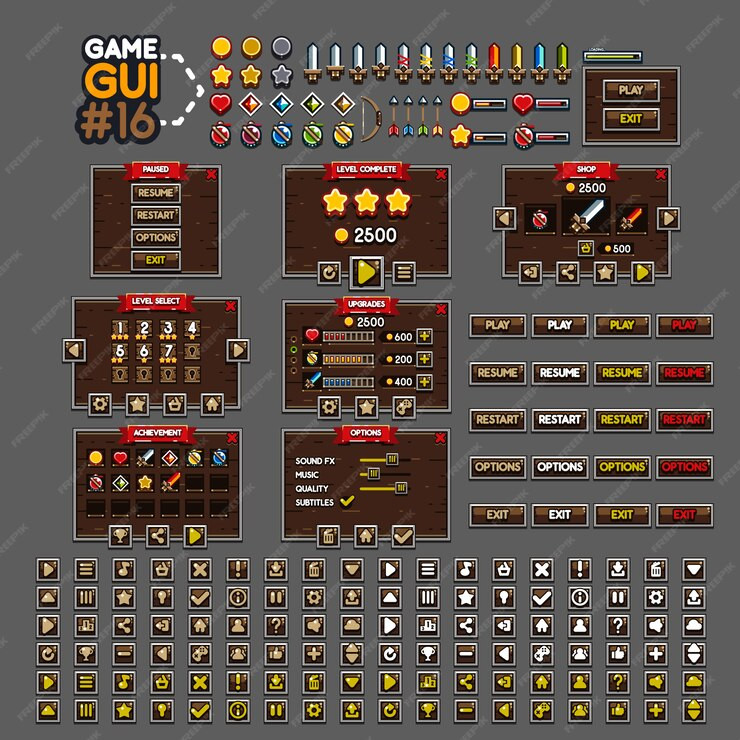 GAME
GUI
#16
LOADING
PLAY
EXIT
PAUSED
RESUME
RESTART
OPTIONS
EXIT
LEVEL COMPLETE
2500
SHOP
2500
500
LEVEL SELECT
1 2 3 4
5 6 7
UPGRADES
2500
600
200
400
PLAY PLAY PLAY PLAY
RESUME RESUME RESUME RESUME
RESTART RESTART RESTART RESTART
OPTIONS OPTIONS OPTIONS OPTIONS
EXIT EXIT EXIT EXIT
ACHIEVEMENT
OPTIONS
SOUND FX
MUSIC
QUALITY
SUBTITLES
FREEPIK